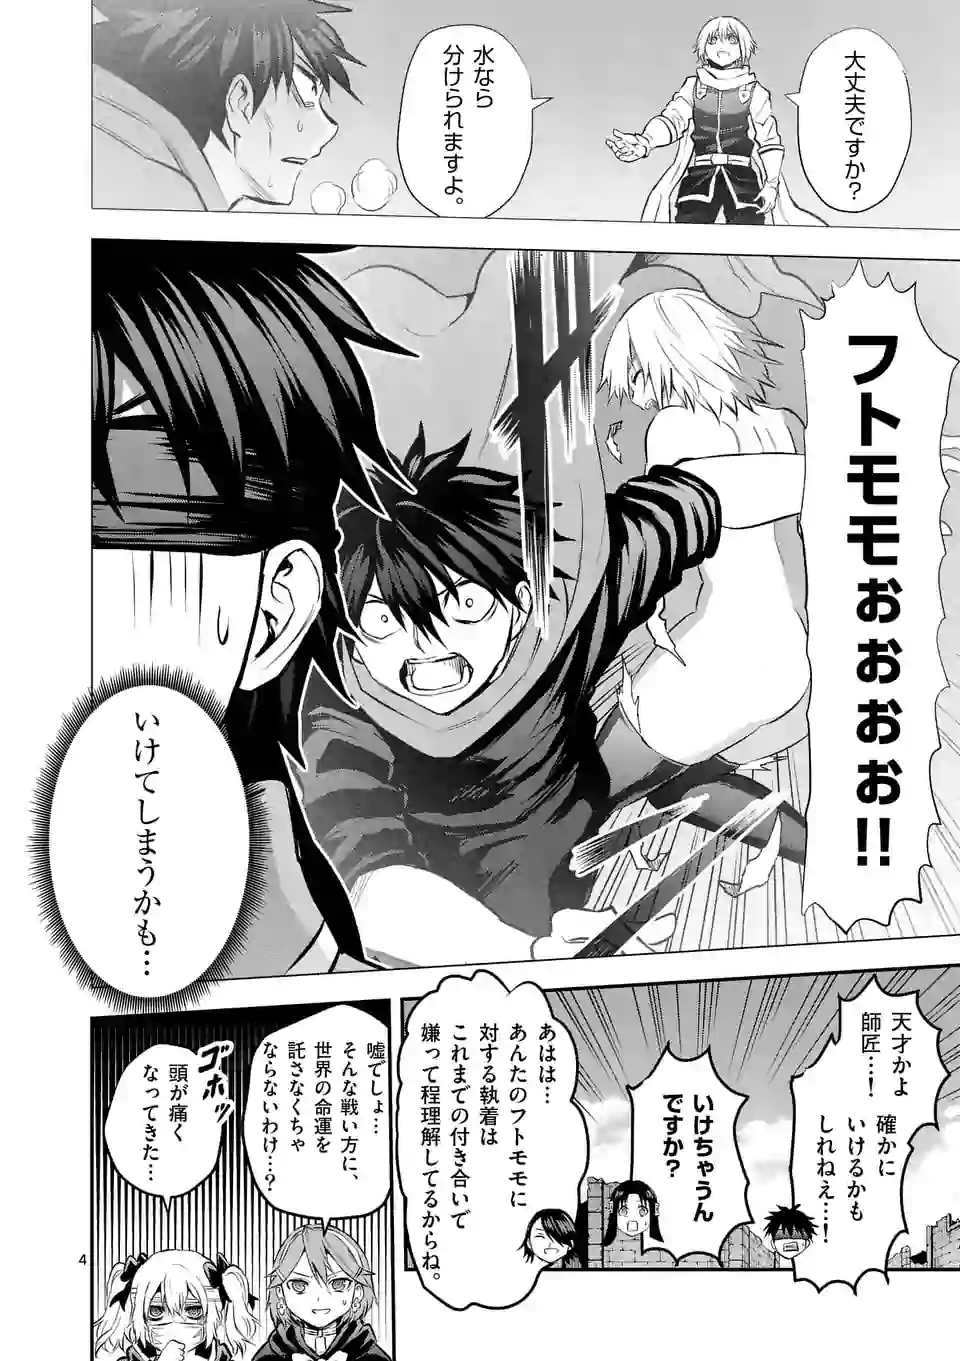 大丈夫ですか?
水なら
分けられますよ。
フトモモぉぉぉぉ!!
いけてしまうかも…
天才かよ
師匠…!
確かに
いけるかも
しれねぇ…!
いけちゃうん
ですか?
あはは…
あんたのフトモモに
対する執着は
これまでの付き合いで
嫌って程理解してるからね。
嘘でしょ…
そんな戦い方に、
世界の命運を
託さなくちゃ
ならないわけ…?
ゴホッ
頭が痛く
なってきた…
4